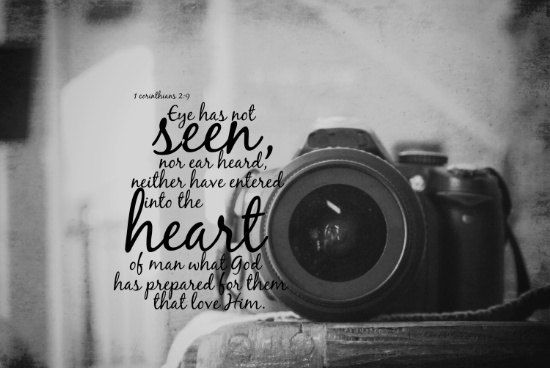 1 corinthians 2:9
Eye has not
seen,
nor ear heard,
neither have entered
into the
heart
of man what God
has prepared for them
that love Him.